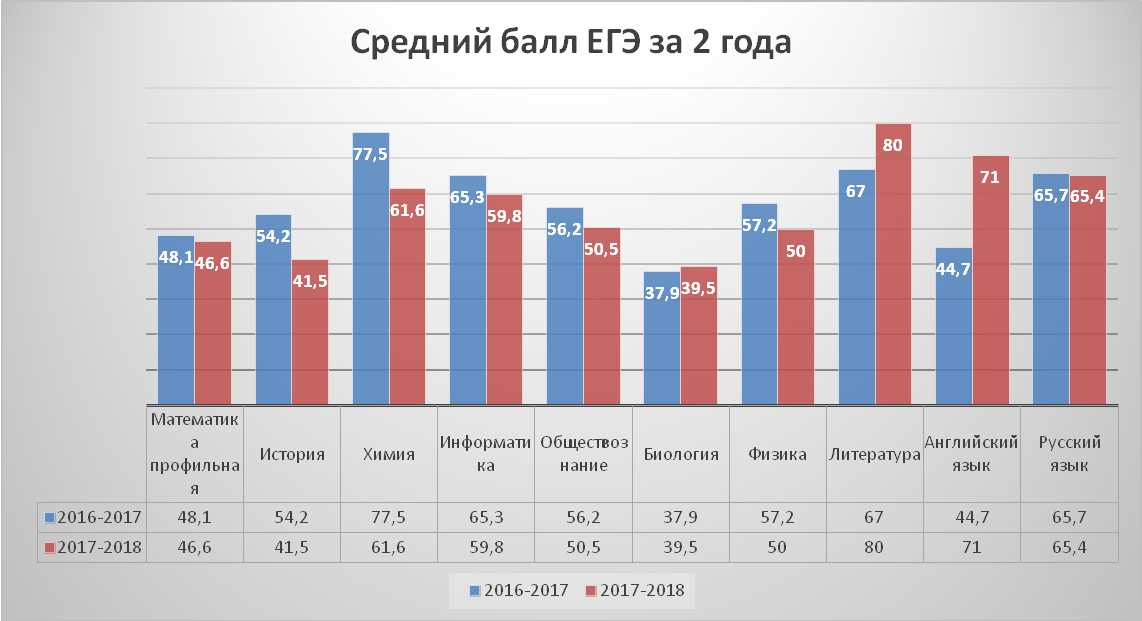 Средний балл ЕГЭ за 2 года
77,5
80
71
65,3
67
65,7
65,4
61,6
59,8
54,2
56,2
57,2
48,1
46,6
50,5
50
44,7
41,5
37,9
39,5
Математик
а
профильна
я
История
Химия
Информати
ка
Обществоз
нание
Биология
Физика
Литература
Английский
язык
Русский
язык
2016-2017 48,1 54,2 77,5 65,3 56,2 37,9 57,2 67 44,7 65,7
2017-2018 46,6 41,5 61,6 59,8 50,5 39,5 50 80 71 65,4
2016-2017 2017-2018